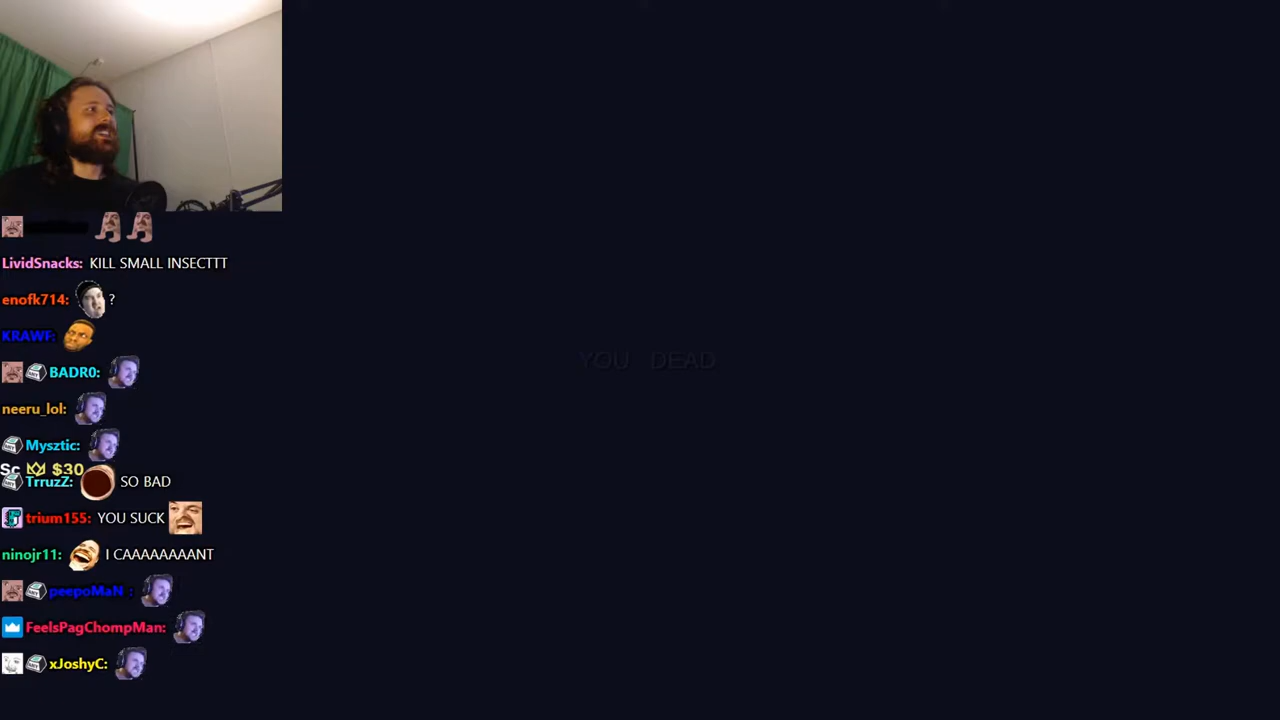 LividSnacks: KILL SMALL INSECTTT
enofk714: ?
KRAWF:
BADR0:
neeru_lol:
Mysztic:
Sc $30
TrruzZ: SO BAD
YOU DEAD
trium155: YOU SUCK
ninojr11: I CAAAAAAAANT
peepoMaN :
FeelsPagChompMan:
xJoshyC: